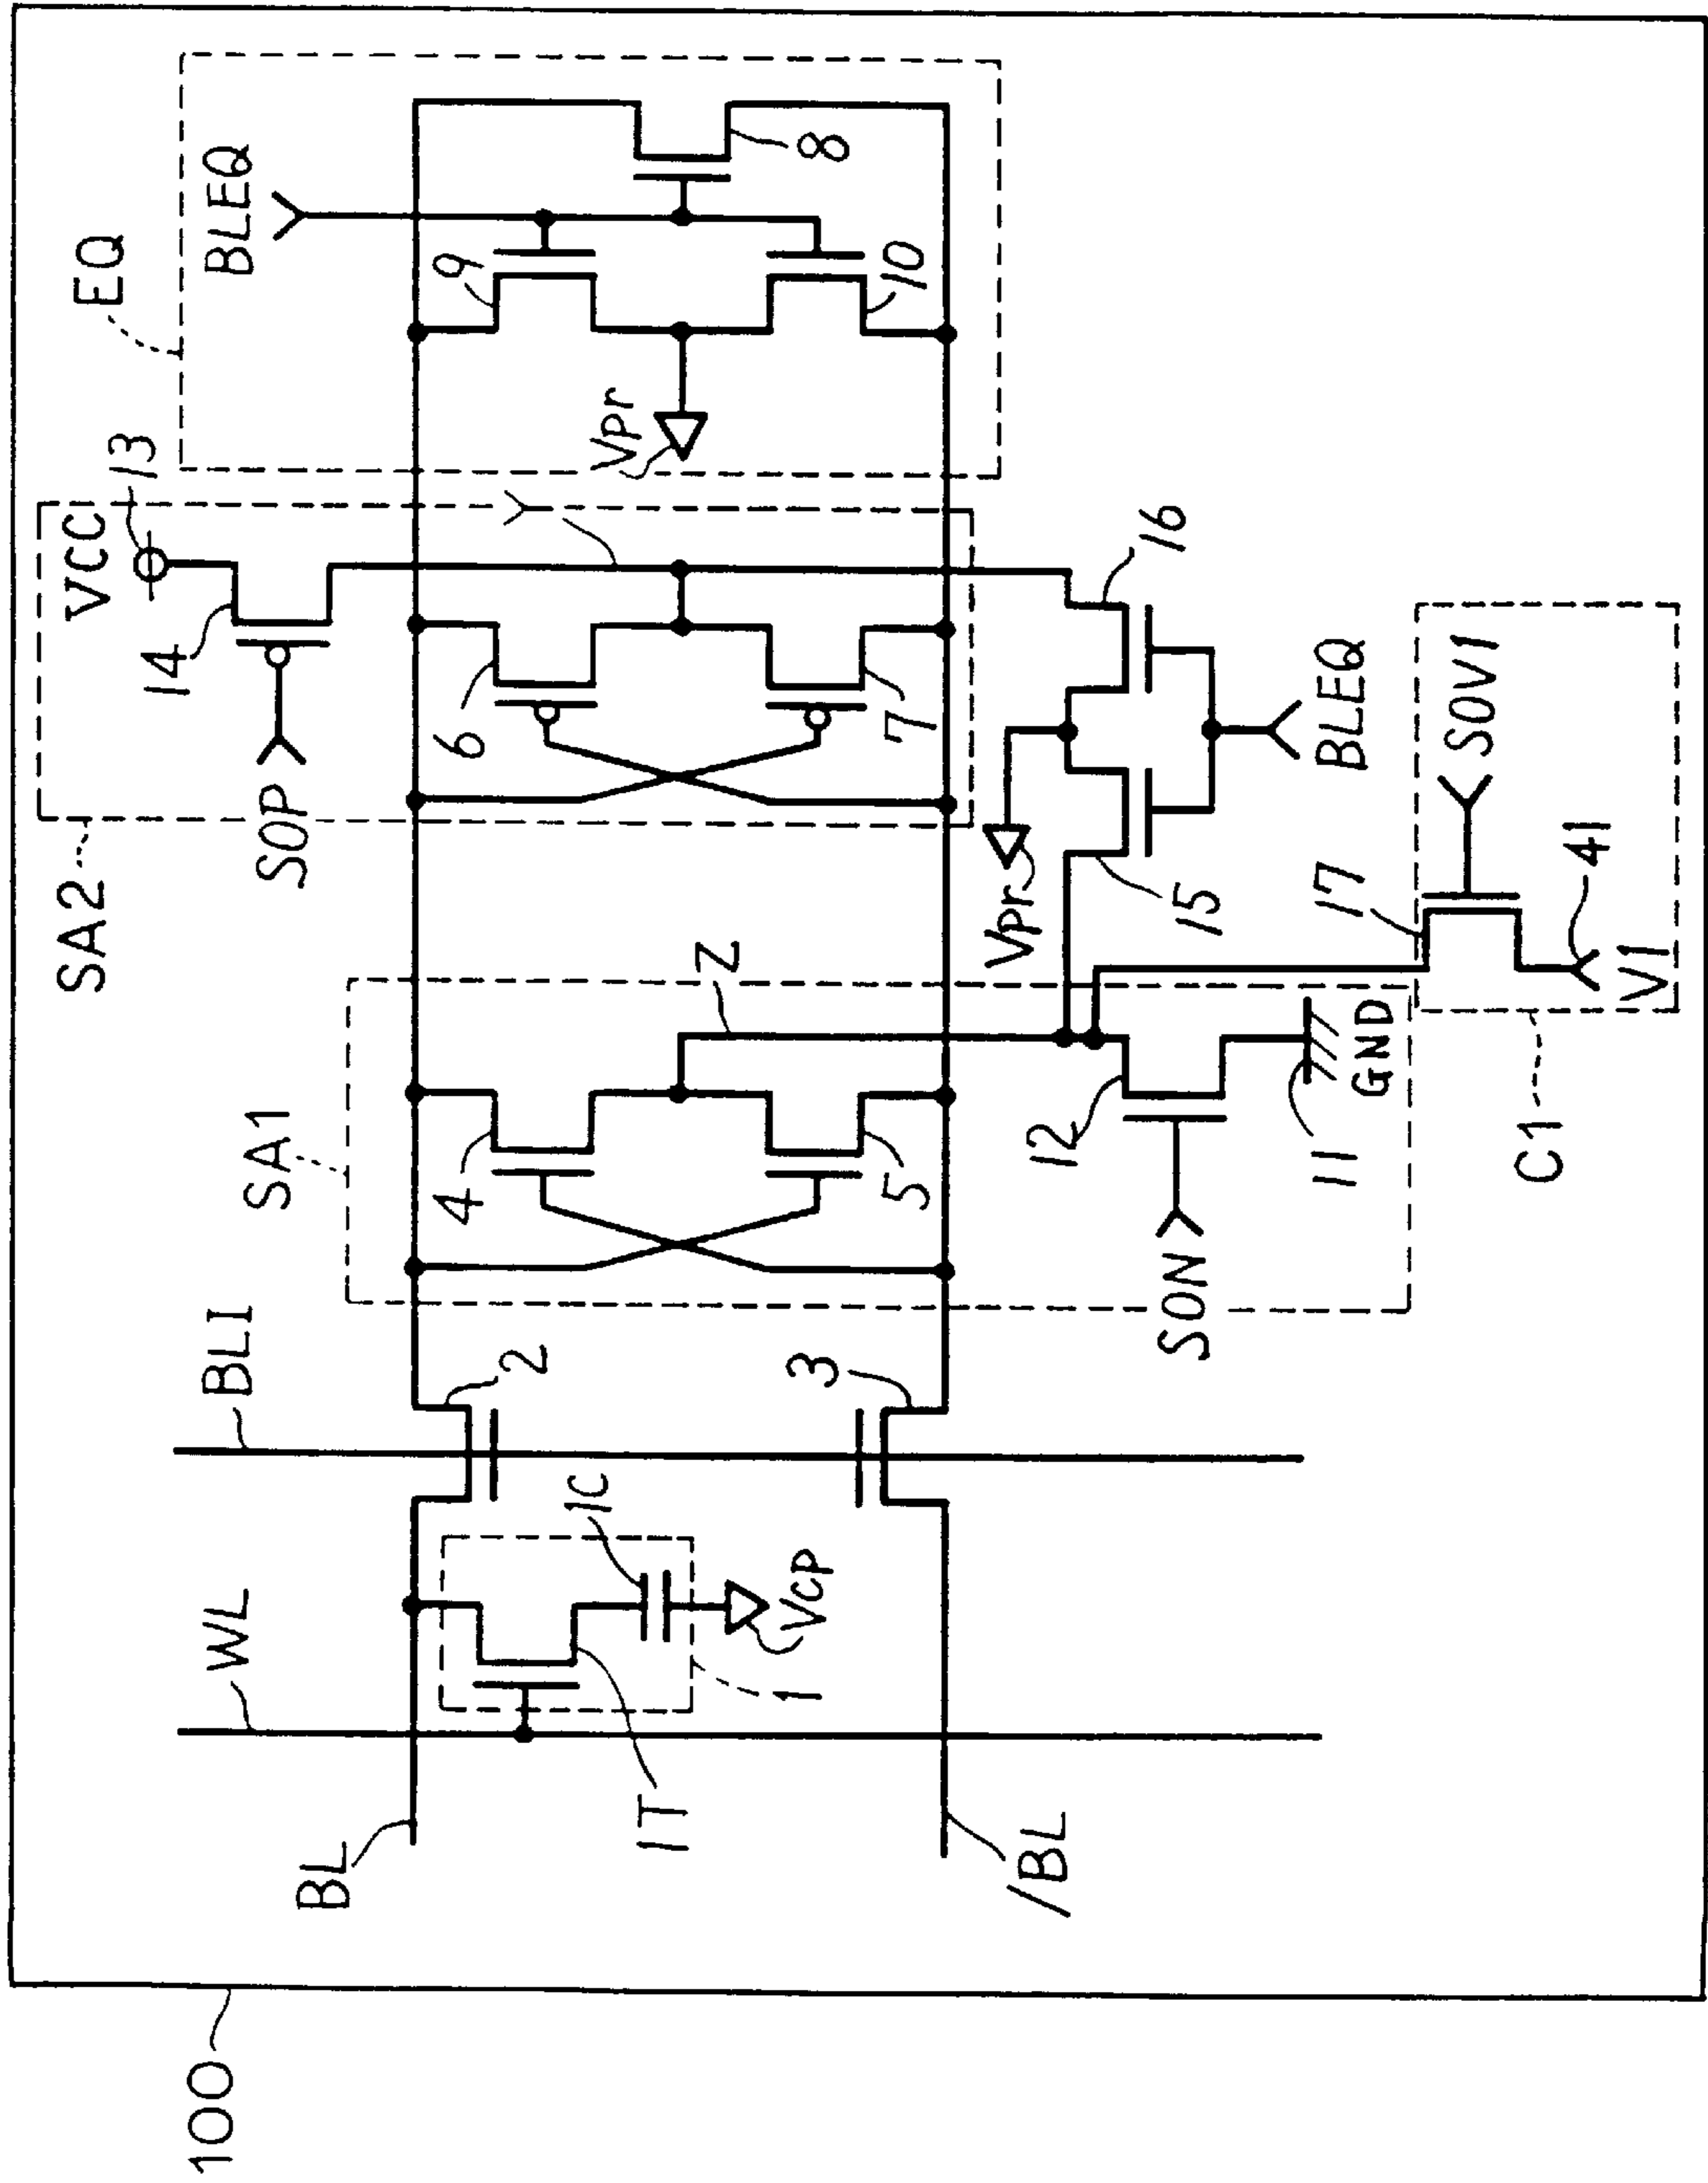 100
EQ
BLEQ
8
9
10
Vpr
SA2
VCC
13
14
SOP
Y
6
7
16
15
Vpr
BLEQ
SA1
Z
4
5
12
SON
11
GND
C1
17
SOV1
41
V1
BLI
2
3
WL
1C
1T
1
Vcp
BL
/BL